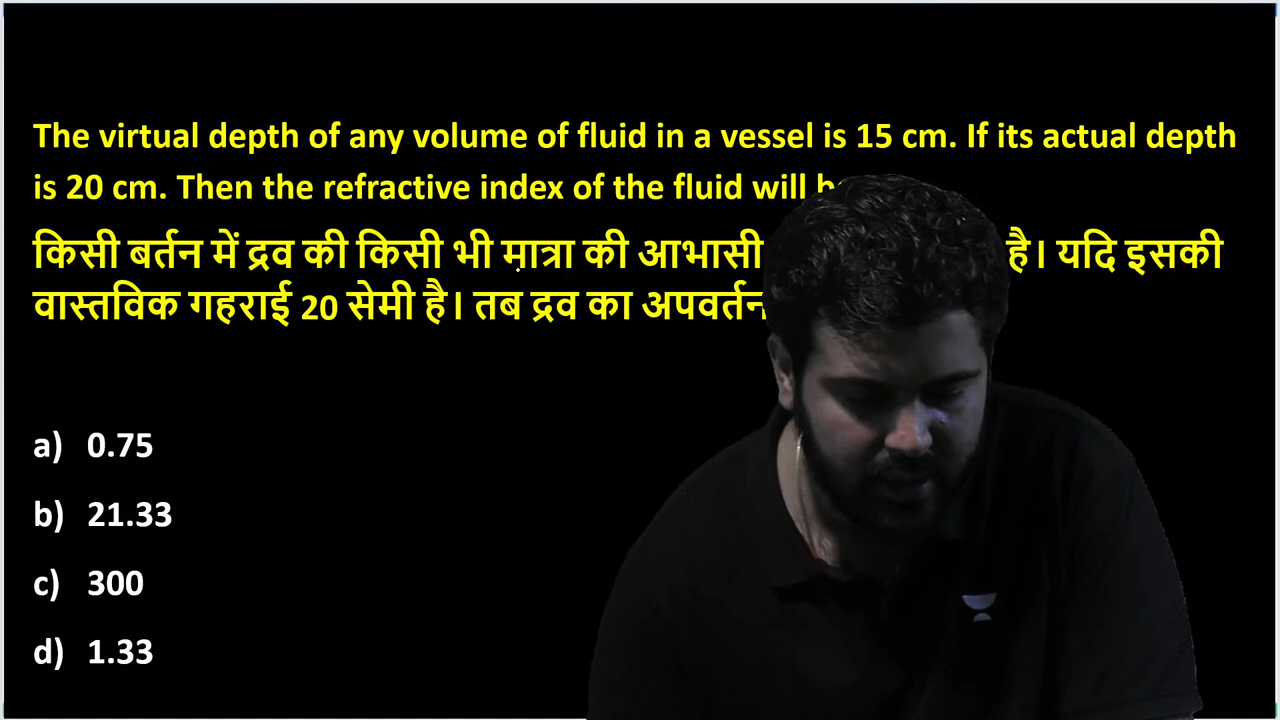 The virtual depth of any volume of fluid in a vessel is 15 cm. If its actual depth
is 20 cm. Then the refractive index of the fluid will
किसी बर्तन में द्रव की किसी भी मात्रा की आभासी है। यदि इसकी
वास्तविक गहराई 20 सेमी है। तब द्रव का अपवर्तन
a) 0.75
b) 21.33
c) 300
d) 1.33